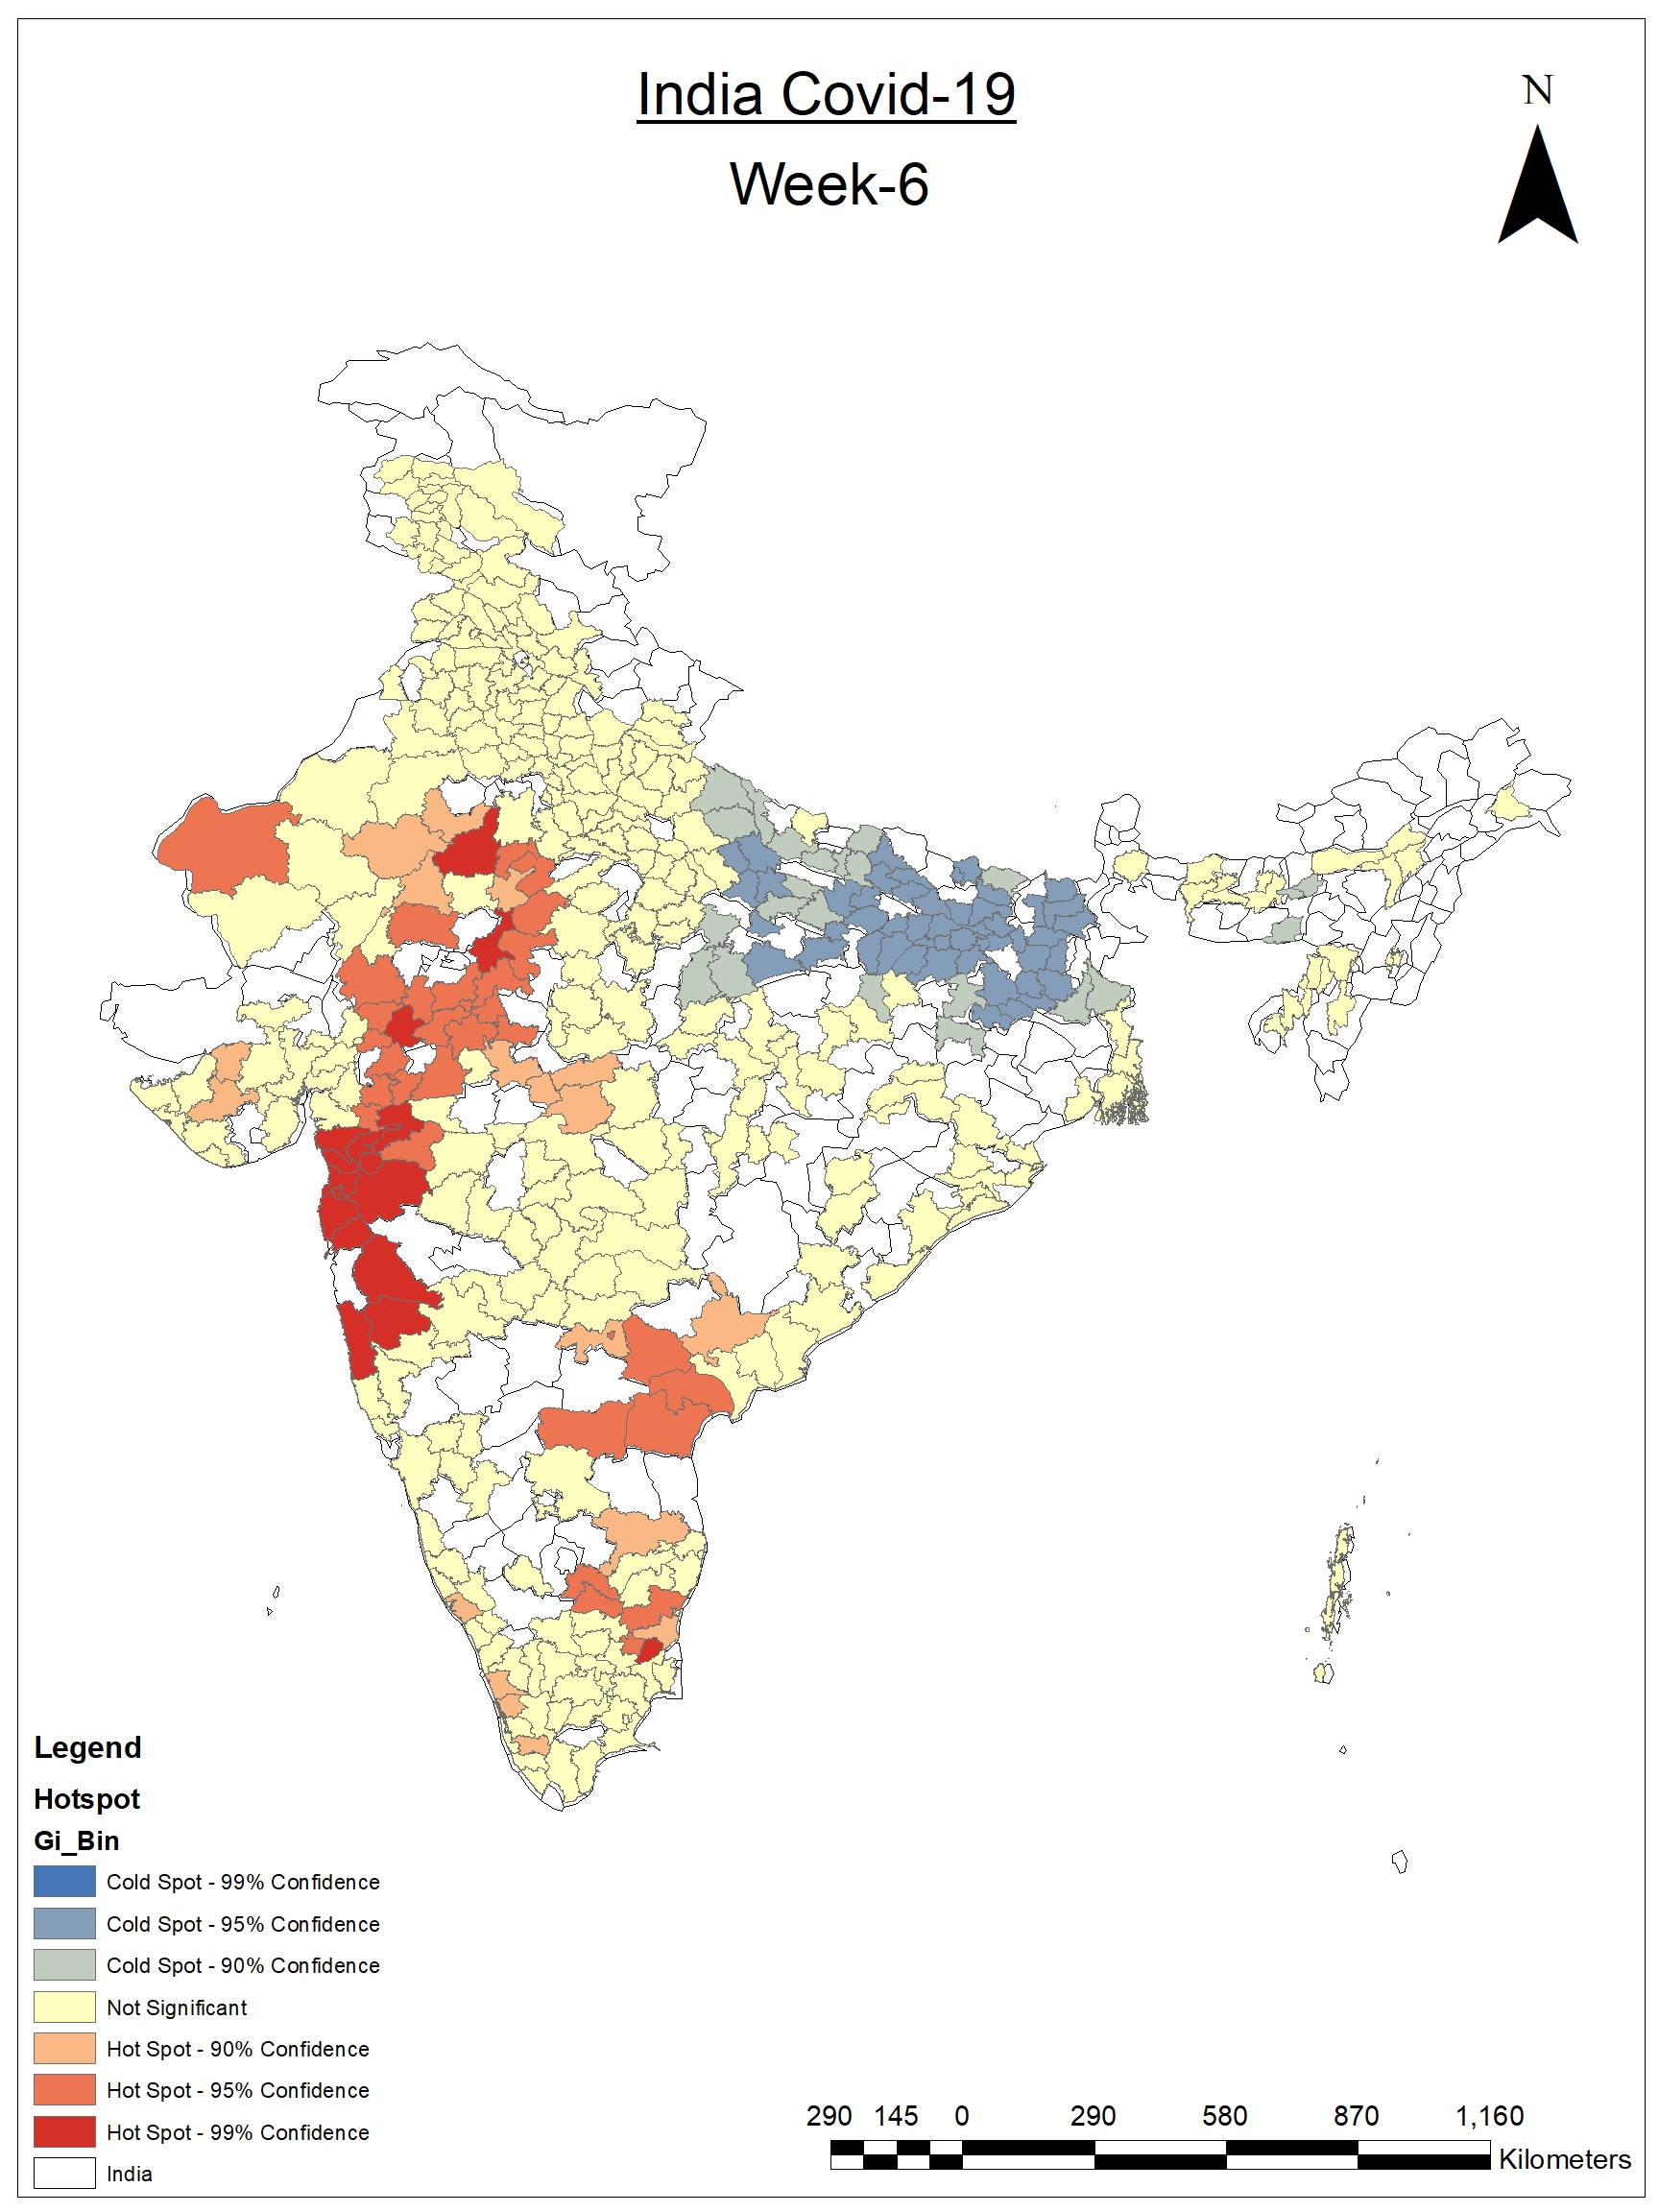 India Covid-19
Week-6
N
Legend
Hotspot
Gi_Bin
Cold Spot - 99% Confidence
Cold Spot - 95% Confidence
Cold Spot - 90% Confidence
Not Significant
Hot Spot - 90% Confidence
Hot Spot - 95% Confidence
Hot Spot - 99% Confidence
India
290 145 0 290 580 870 1,160
Kilometers